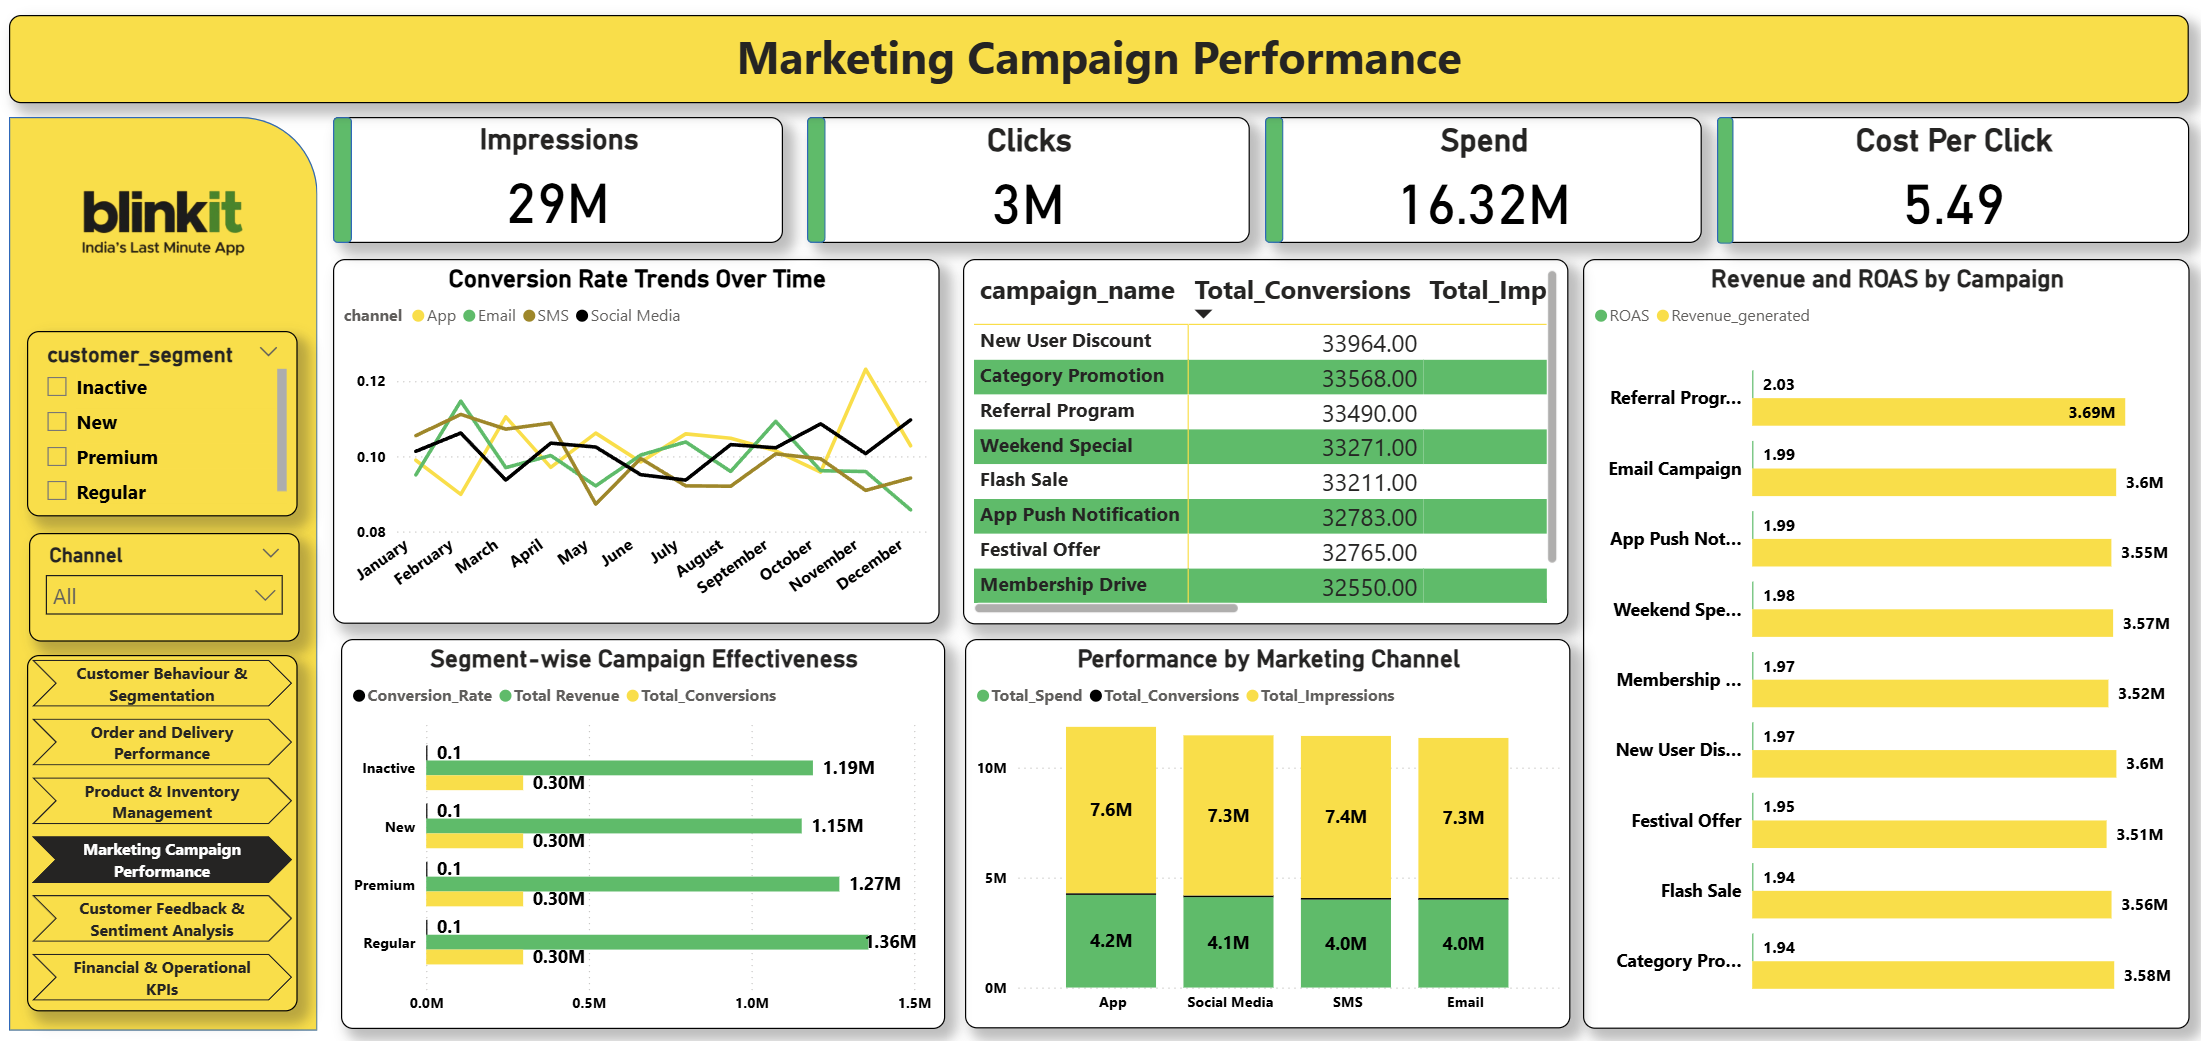 Marketing Campaign Performance
blinkit
India's Last Minute App
customer_segment
Inactive
New
Premium
Regular
Channel
All
Customer Behaviour &
Segmentation
Order and Delivery
Performance
Product & Inventory
Management
Marketing Campaign
Performance
Customer Feedback &
Sentiment Analysis
Financial & Operational
KPIs
Impressions
29M
Clicks
3M
Spend
16.32M
Cost Per Click
5.49
Conversion Rate Trends Over Time
channel App Email SMS Social Media
0.12
0.10
0.08
January February March April May June July August September October November December
campaign_name Total_Conversions Total_Imp
New User Discount 33964.00
Category Promotion 33568.00
Referral Program 33490.00
Weekend Special 33271.00
Flash Sale 33211.00
App Push Notification 32783.00
Festival Offer 32765.00
Membership Drive 32550.00
Segment-wise Campaign Effectiveness
Conversion_Rate Total Revenue Total_Conversions
0.1
Inactive 1.19M
0.30M
0.1
New 1.15M
0.30M
0.1
Premium 1.27M
0.30M
0.1
Regular 1.36M
0.30M
0.0M 0.5M 1.0M 1.5M
Performance by Marketing Channel
Total_Spend Total_Conversions Total_Impressions
10M
7.6M 7.3M 7.4M 7.3M
5M
4.2M 4.1M 4.0M 4.0M
0M
App Social Media SMS Email
Revenue and ROAS by Campaign
ROAS Revenue_generated
2.03
Referral Progr...
3.69M
1.99
Email Campaign
3.6M
1.99
App Push Not...
3.55M
1.98
Weekend Spe...
3.57M
1.97
Membership ...
3.52M
1.97
New User Dis...
3.6M
1.95
Festival Offer
3.51M
1.94
Flash Sale
3.56M
1.94
Category Pro...
3.58M